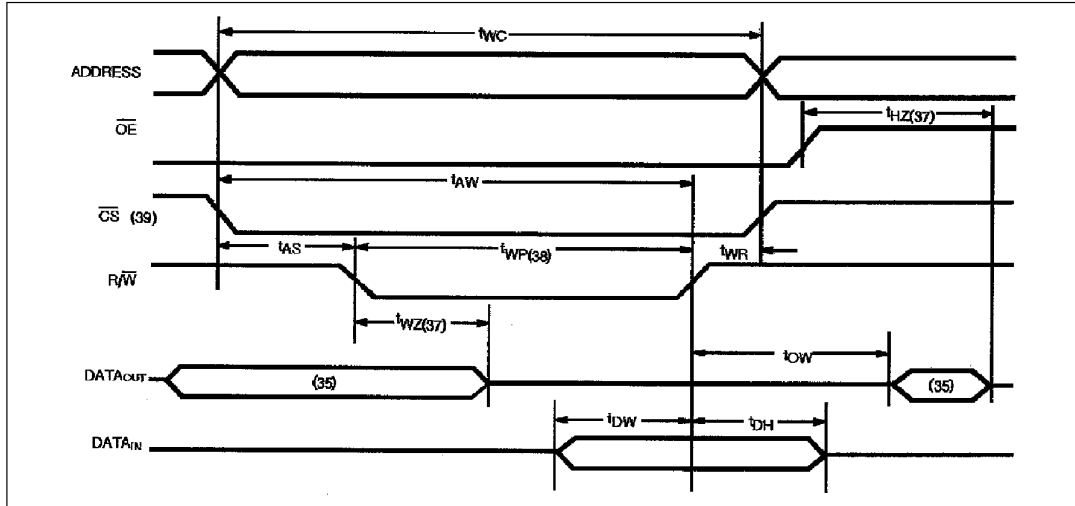 tWC
ADDRESS
OE
tHZ(37)
tAW
CS (39)
tAS
tWP(38)
tWR
R/W
tWZ(37)
tOW
DATAOUT
(35)
(35)
tDW
tDH
DATAIN